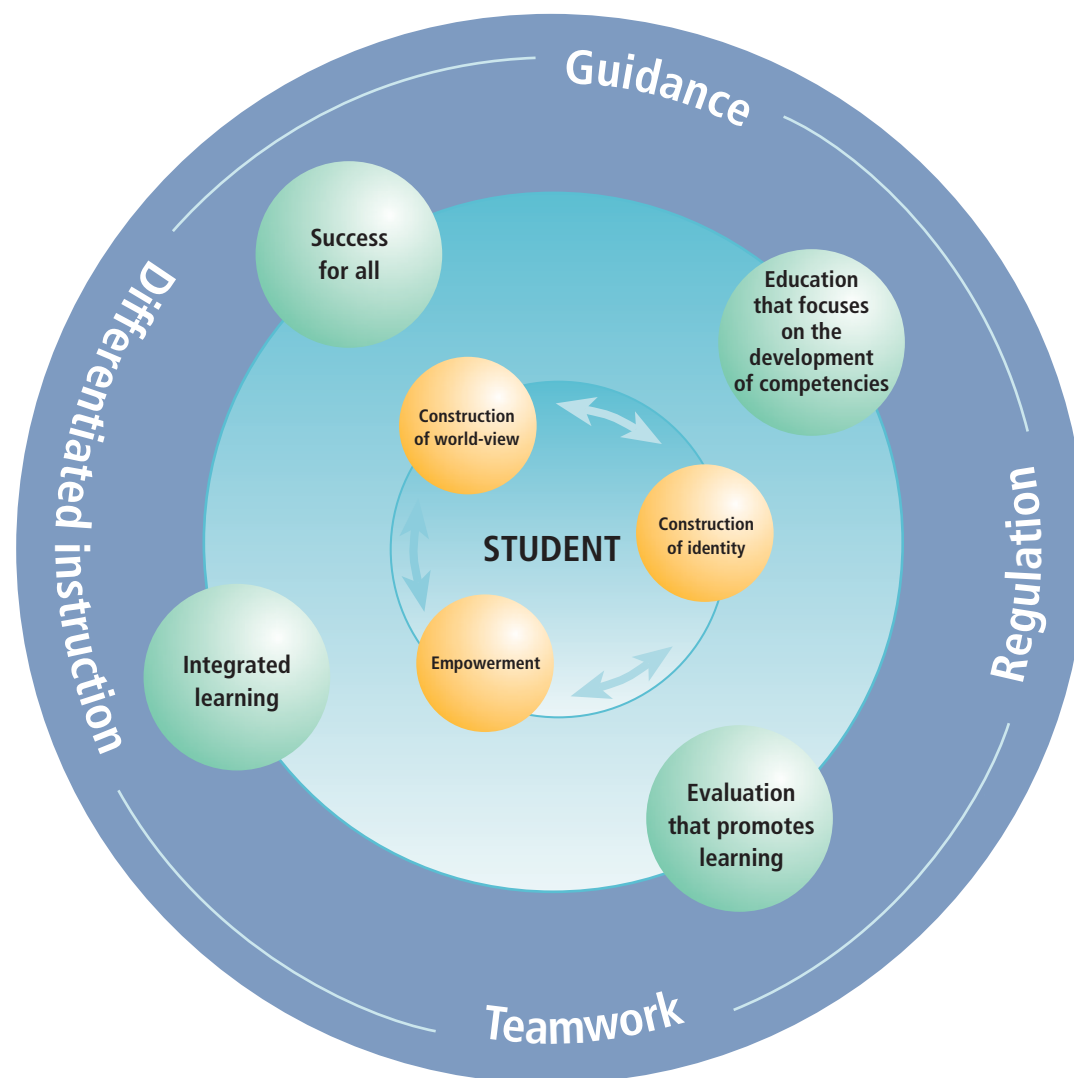 Guidance
Success
for all
Education
that focuses
on the
development
of competencies
Differentiated instruction
Construction
of world-view
Construction
of identity
STUDENT
Regulation
Integrated
learning
Empowerment
Evaluation
that promotes
learning
Teamwork